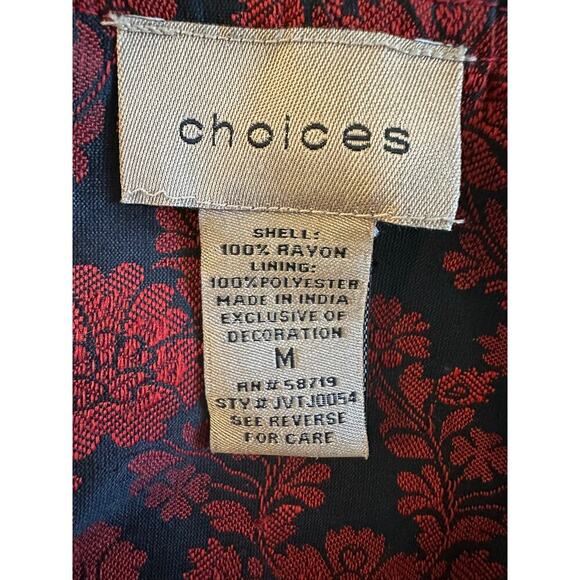 choices
SHELL:
100% RAYON
LINING:
100%POLYESTER
MADE IN INDIA
EXCLUSIVE OF
DECORATION
M
RN # 58719
STY # JVTJ0054
SEE REVERSE
FOR CARE